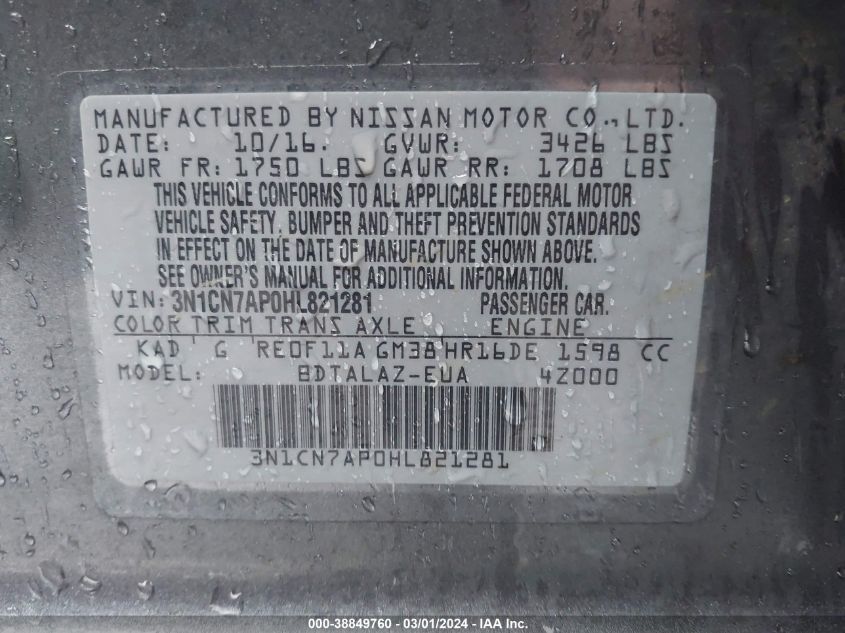 MANUFACTURED BY NISSAN MOTOR CO., LTD.
DATE: 10/16. GVWR: 3426 LBS
GAWR FR: 1750 LBS GAWR RR: 1708 LBS
THIS VEHICLE CONFORMS TO ALL APPLICABLE FEDERAL MOTOR
VEHICLE SAFETY, BUMPER AND THEFT PREVENTION STANDARDS
IN EFFECT ON THE DATE OF MANUFACTURE SHOWN ABOVE.
SEE OWNER'S MANUAL FOR ADDITIONAL INFORMATION.
VIN: 3N1CN7AP0HL821281 PASSENGER CAR.
COLOR TRIM TRANS AXLE ENGINE
KAD G RE0F11A GM38 HR16DE 1598 CC
MODEL: BDTALAZ-EUA 4Z000
3N1CN7AP0HL821281
000-38849760 - 03/01/2024 - IAA Inc.